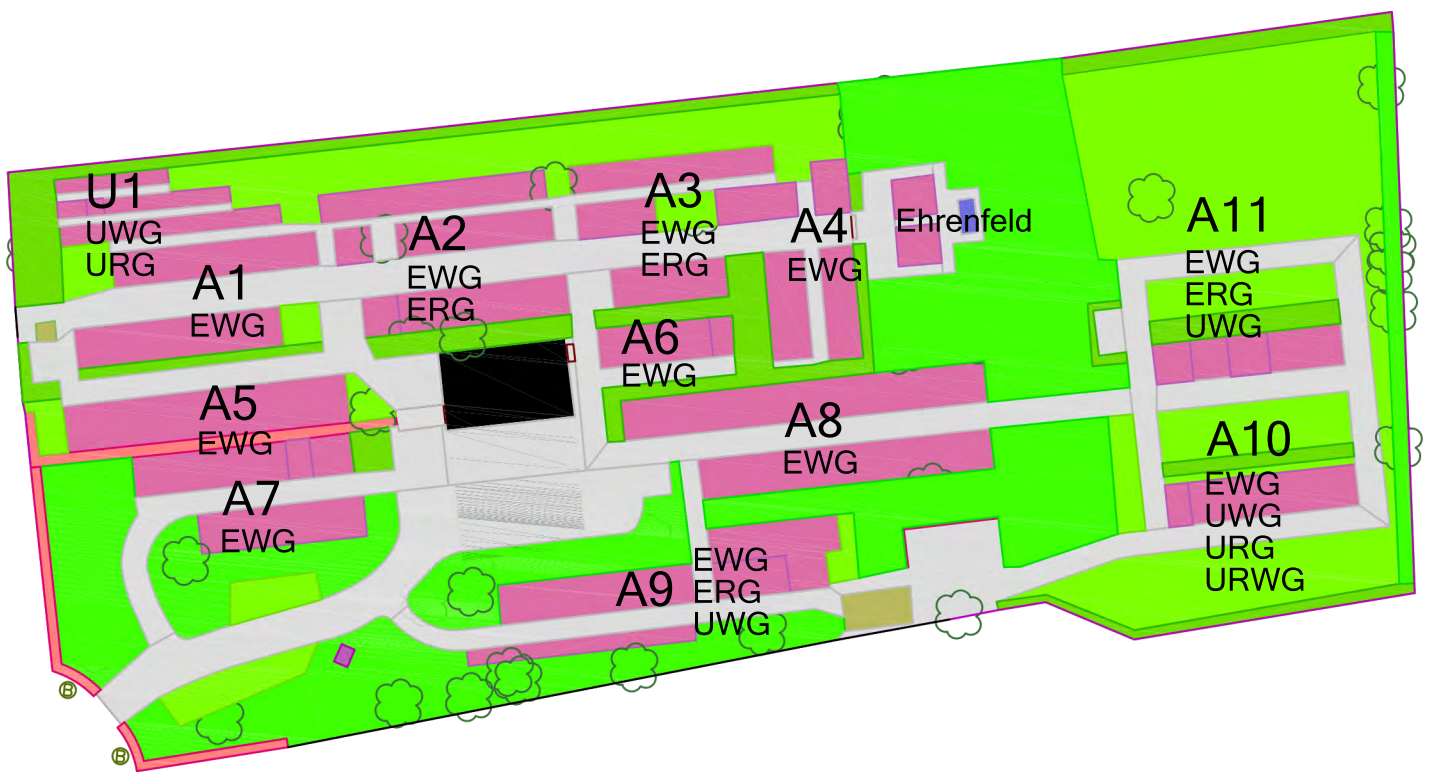 U1
UWG
URG
A1
EWG
A2
EWG
ERG
A3
EWG
ERG
A4
EWG
Ehrenfeld
A11
EWG
ERG
UWG
A5
EWG
A6
EWG
A7
EWG
A8
EWG
A9
EWG
ERG
UWG
A10
EWG
UWG
URG
URWG
B
B